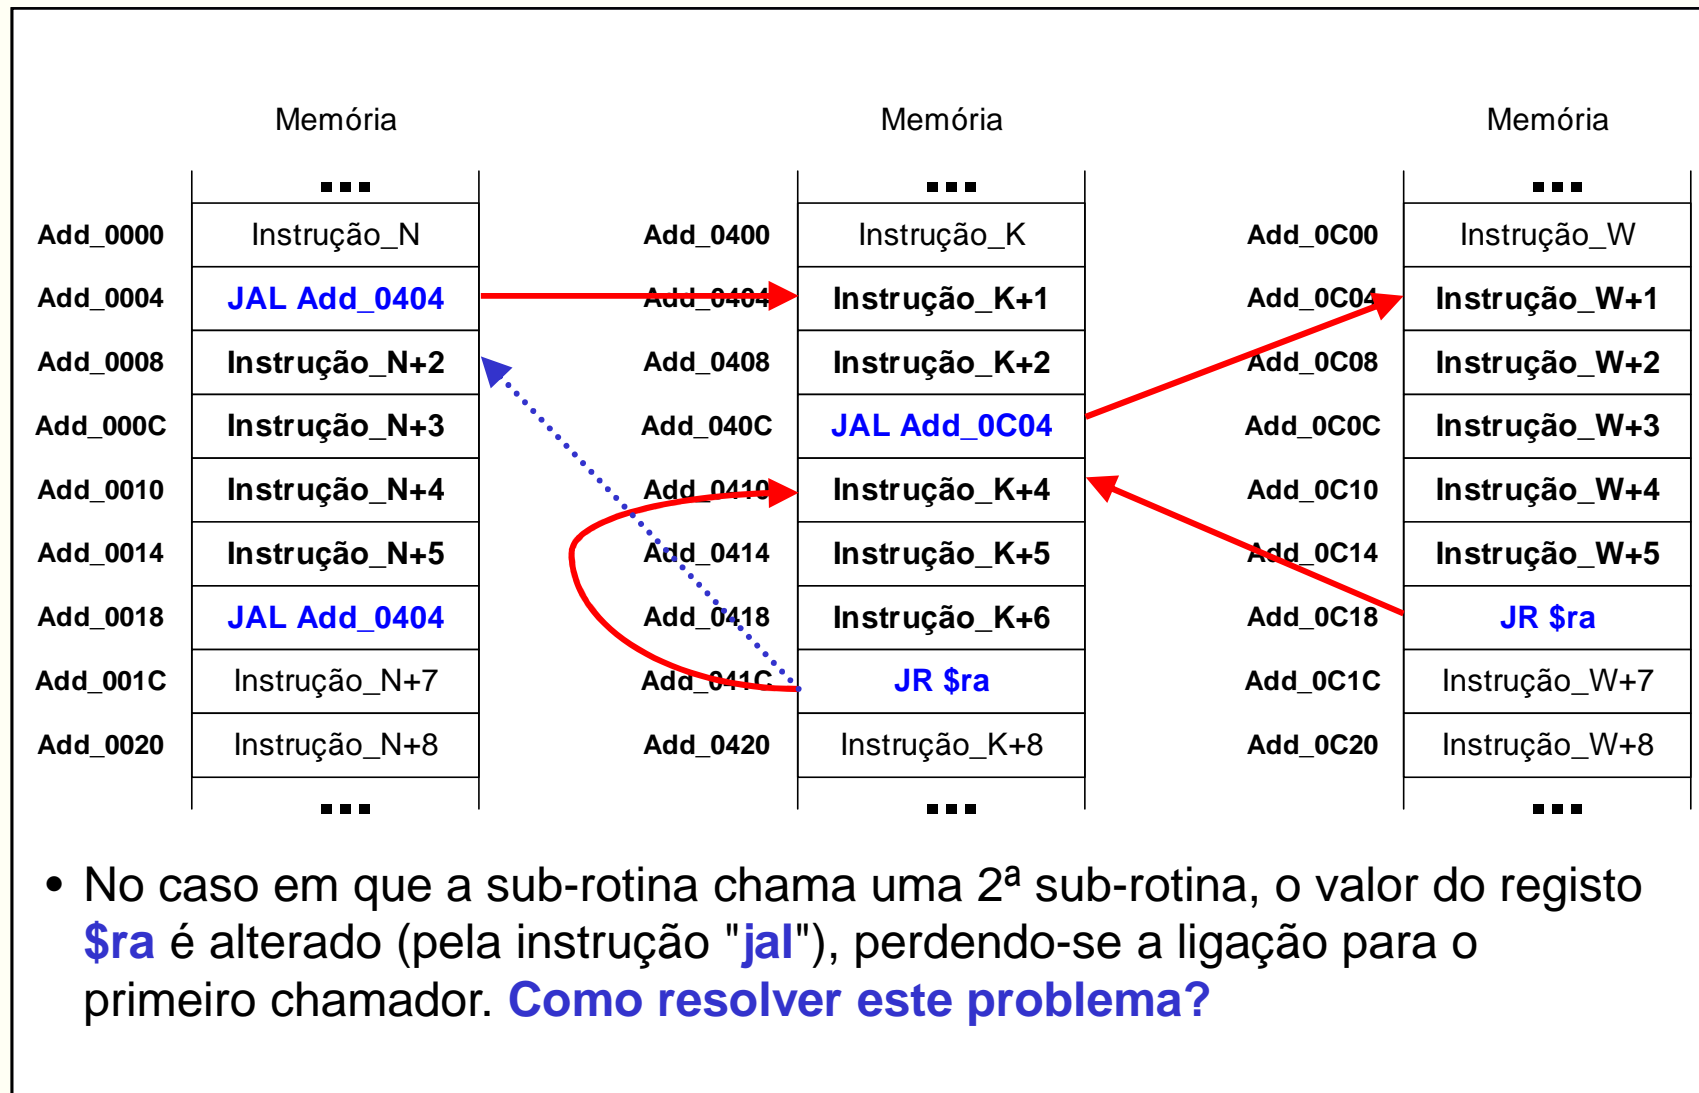 Memória Memória Memória
... ... ...
Add_0000 Instrução_N Add_0400 Instrução_K Add_0C00 Instrução_W
Add_0004 JAL Add_0404 Add_0404 Instrução_K+1 Add_0C04 Instrução_W+1
Add_0008 Instrução_N+2 Add_0408 Instrução_K+2 Add_0C08 Instrução_W+2
Add_000C Instrução_N+3 Add_040C JAL Add_0C04 Add_0C0C Instrução_W+3
Add_0010 Instrução_N+4 Add_0410 Instrução_K+4 Add_0C10 Instrução_W+4
Add_0014 Instrução_N+5 Add_0414 Instrução_K+5 Add_0C14 Instrução_W+5
Add_0018 JAL Add_0404 Add_0418 Instrução_K+6 Add_0C18 JR $ra
Add_001C Instrução_N+7 Add_041C JR $ra Add_0C1C Instrução_W+7
Add_0020 Instrução_N+8 Add_0420 Instrução_K+8 Add_0C20 Instrução_W+8
... ... ...
• No caso em que a sub-rotina chama uma 2ª sub-rotina, o valor do registo
$ra é alterado (pela instrução "jal"), perdendo-se a ligação para o
primeiro chamador. Como resolver este problema?